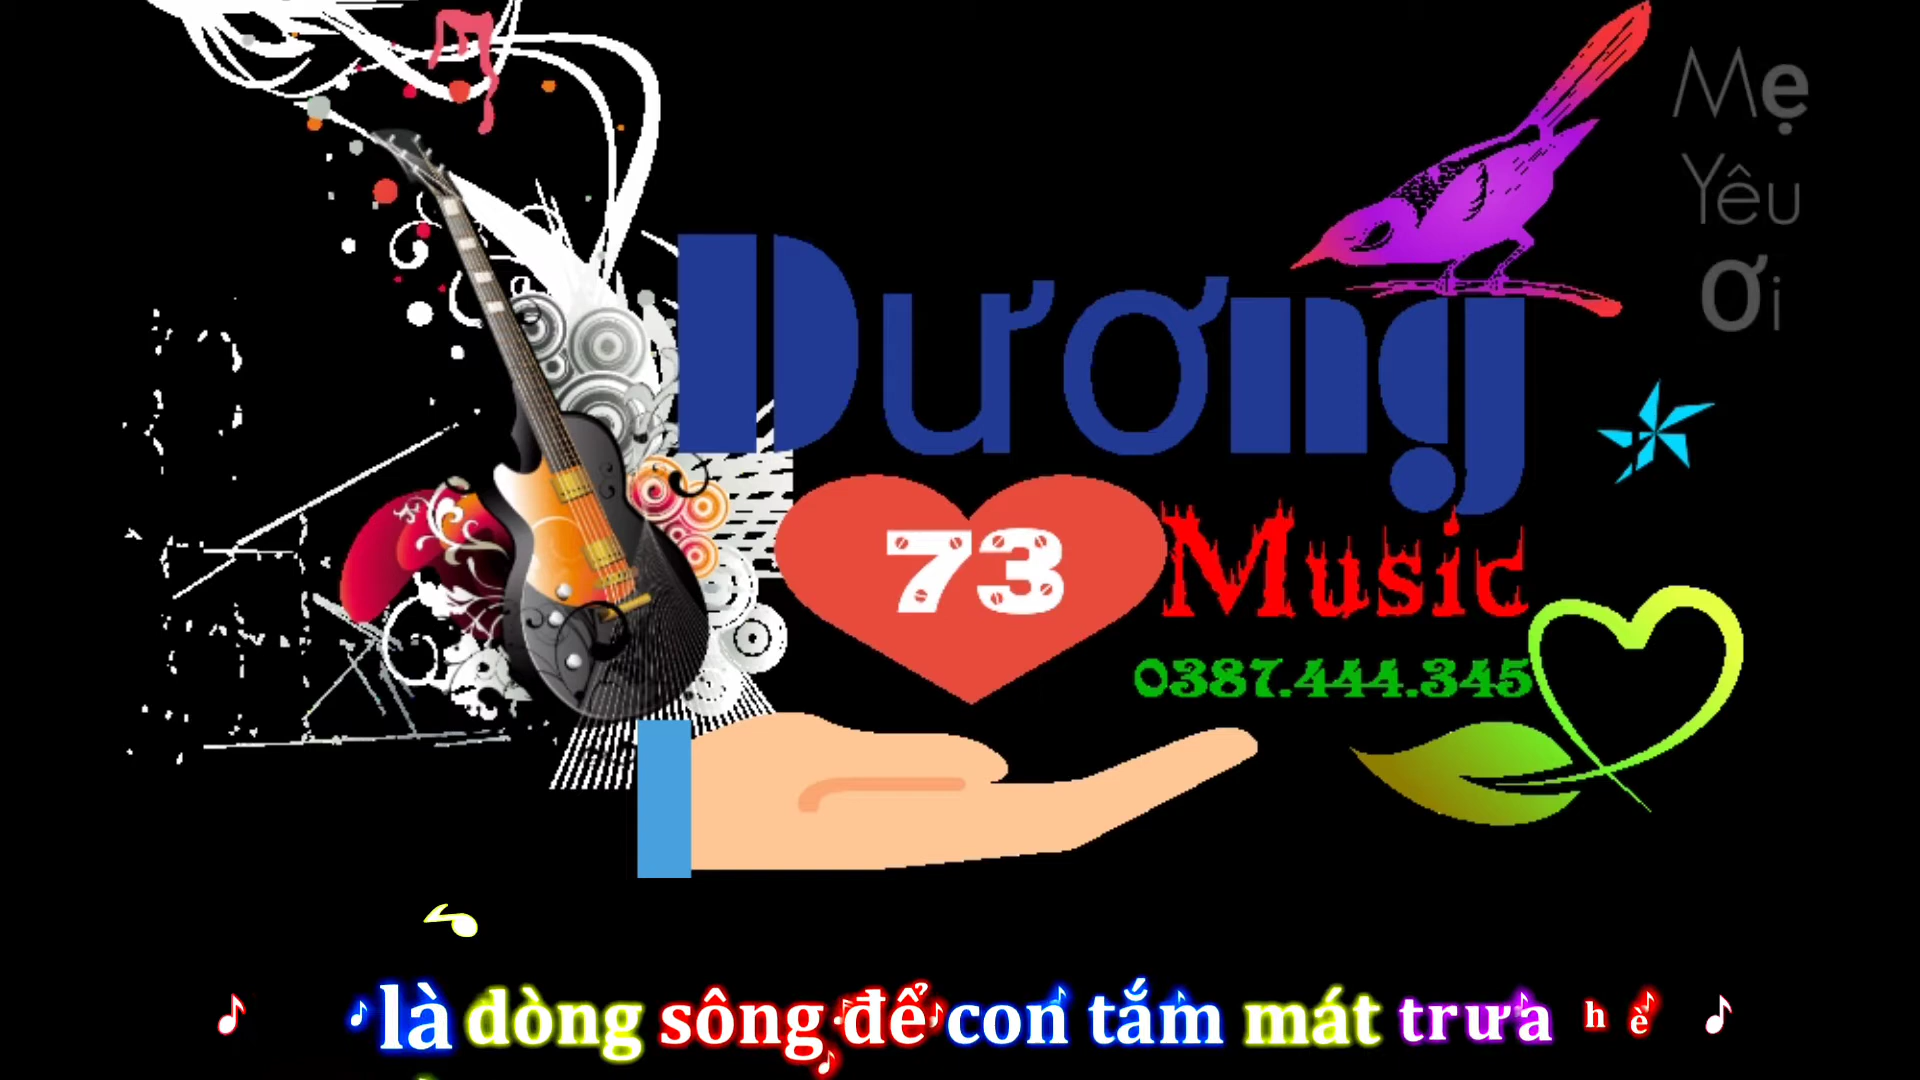 Mẹ
Yêu
Ơi
Dương
73
Music
0387.444.345
là dòng sông để con tắm mát trưa hè